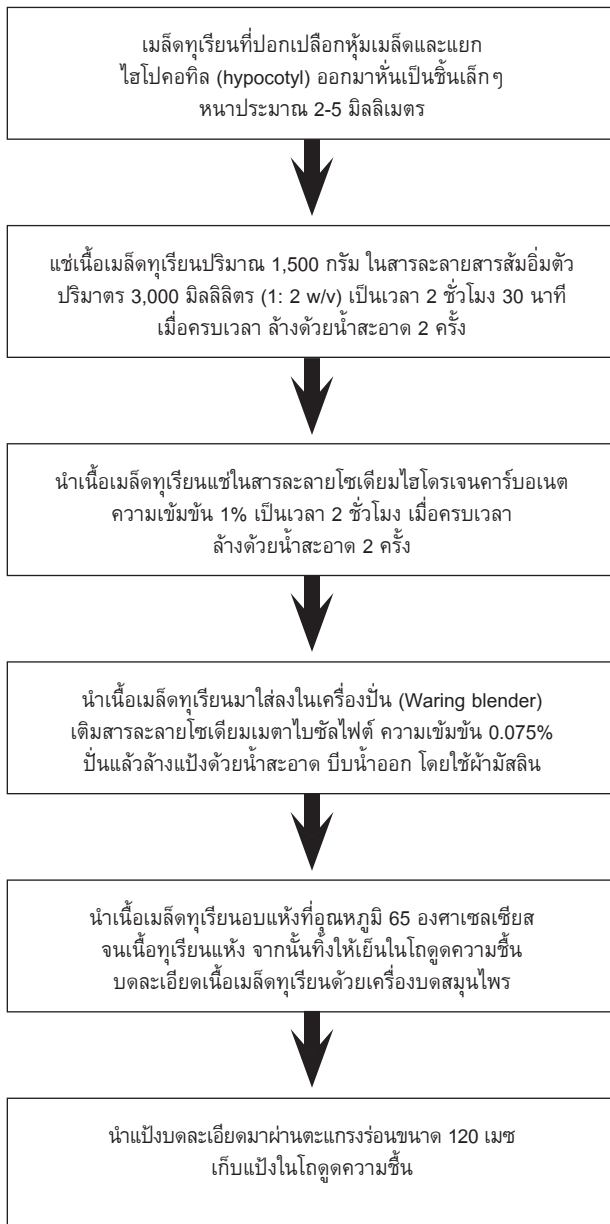 เมล็ดทุเรียนที่ปอกเปลือกหุ้มเมล็ดและแยก
ไฮโปคอทิล (hypocotyl) ออกมาหั่นเป็นชิ้นเล็กๆ
หนาประมาณ 2-5 มิลลิเมตร
แช่เนื้อเมล็ดทุเรียนปริมาณ 1,500 กรัม ในสารละลายสารส้มอิ่มตัว
ปริมาตร 3,000 มิลลิลิตร (1: 2 w/v) เป็นเวลา 2 ชั่วโมง 30 นาที
เมื่อครบเวลา ล้างด้วยน้ำสะอาด 2 ครั้ง
นำเนื้อเมล็ดทุเรียนแช่ในสารละลายโซเดียมไฮโดรเจนคาร์บอเนต
ความเข้มข้น 1% เป็นเวลา 2 ชั่วโมง เมื่อครบเวลา
ล้างด้วยน้ำสะอาด 2 ครั้ง
นำเนื้อเมล็ดทุเรียนมาใส่ลงในเครื่องปั่น (Waring blender)
เติมสารละลายโซเดียมเมตาไบซัลไฟต์ ความเข้มข้น 0.075%
ปั่นแล้วล้างแป้งด้วยน้ำสะอาด บีบน้ำออก โดยใช้ผ้ามัสลิน
นำเนื้อเมล็ดทุเรียนอบแห้งที่อุณหภูมิ 65 องศาเซลเซียส
จนเนื้อทุเรียนแห้ง จากนั้นทิ้งให้เย็นในโถดูดความชื้น
บดละเอียดเนื้อเมล็ดทุเรียนด้วยเครื่องบดสมุนไพร
นำแป้งบดละเอียดมาผ่านตะแกรงร่อนขนาด 120 เมซ
เก็บแป้งในโถดูดความชื้น